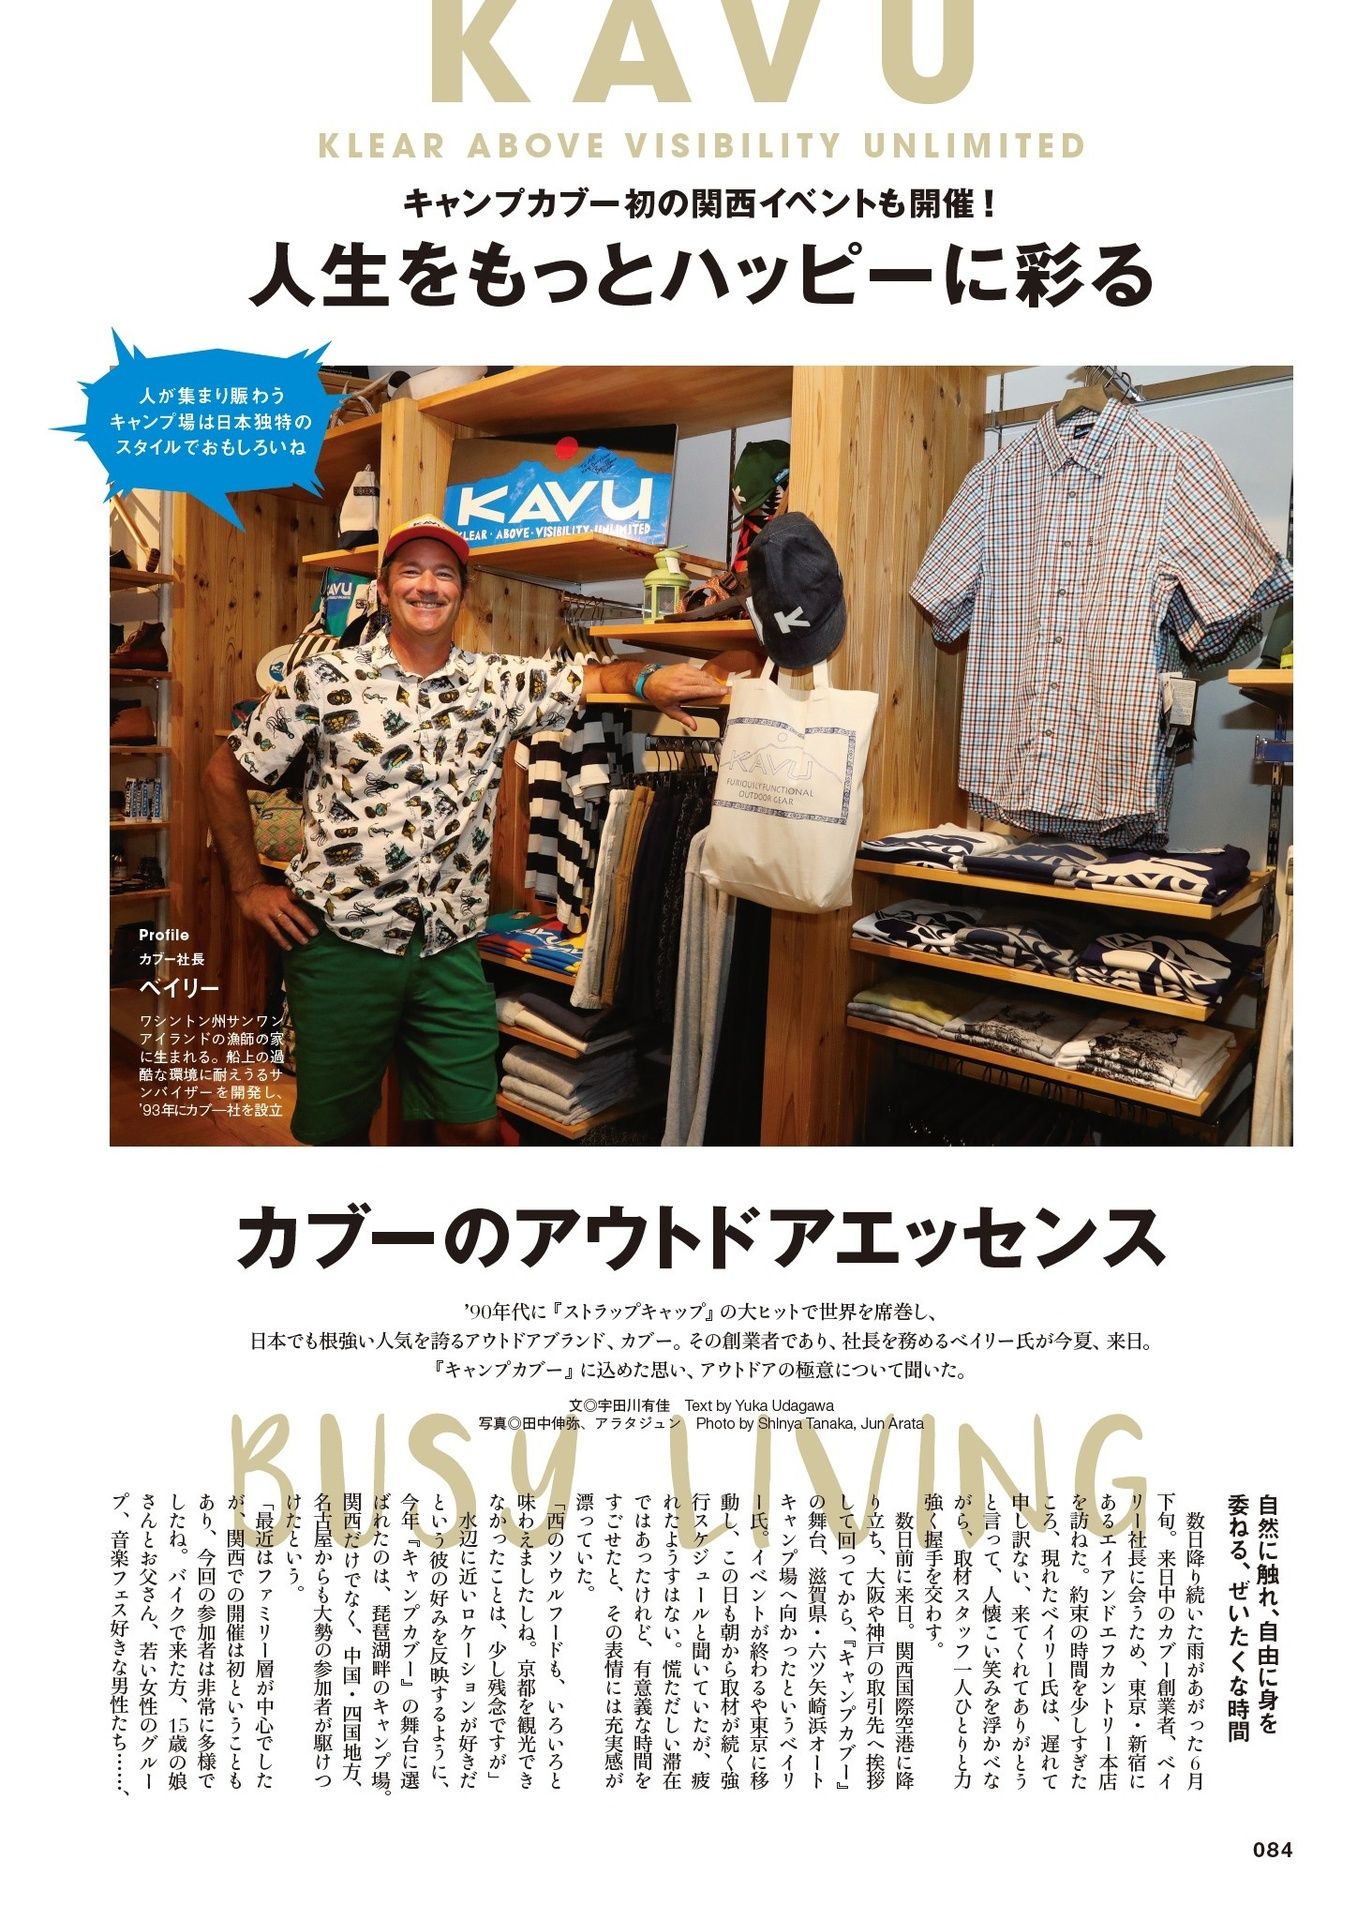 KAVU
KLEAR ABOVE VISIBILITY UNLIMITED
キャンプカブー初の関西イベントも開催！
人生をもっとハッピーに彩る
人が集まり賑わう
キャンプ場は日本独特の
スタイルでおもしろいね
KAVU
KLEAR・ABOVE・VISIBILITY・UNLIMITED
KAVU
KAVU
K
KAVU
FURIOUSLY FUNCTIONAL
OUTDOOR GEAR
Profile
カブー社長
ベイリー
ワシントン州サンワン
アイランドの漁師の家
に生まれる。船上の過
酷な環境に耐えうるサ
ンバイザーを開発し、
’93年にカブー社を設立
カブーのアウトドアエッセンス
’90年代に『ストラップキャップ』の大ヒットで世界を席巻し、
日本でも根強い人気を誇るアウトドアブランド、カブー。その創業者であり、社長を務めるベイリー氏が今夏、来日。
『キャンプカブー』に込めた思い、アウトドアの極意について聞いた。
文◎宇田川有佳　Text by Yuka Udagawa
写真◎田中伸弥、アラタジュン　Photo by ShInya Tanaka, Jun Arata
BUSY LIVING
自然に触れ、自由に身を
委ねる、ぜいたくな時間
数日降り続いた雨があがった6月
下旬。来日中のカブー創業者、ベイ
リー社長に会うため、東京・新宿に
あるエイアンドエフカントリー本店
を訪ねた。約束の時間を少しすぎた
ころ、現れたベイリー氏は、遅れて
申し訳ない、来てくれてありがとう
と言って、人懐こい笑みを浮かべな
がら、取材スタッフ一人ひとりと力
強く握手を交わす。
数日前に来日。関西国際空港に降
り立ち、大阪や神戸の取引先へ挨拶
して回ってから、『キャンプカブー』
の舞台、滋賀県・六ツ矢崎浜オート
キャンプ場へ向かったというベイリ
ー氏。イベントが終わるや東京に移
動し、この日も朝から取材が続く強
行スケジュールと聞いていたが、疲
れたようすはない。慌ただしい滞在
ではあったけれど、有意義な時間を
すごせたと、その表情には充実感が
漂っていた。
「西のソウルフードも、いろいろと
味わえましたしね。京都を観光でき
なかったことは、少し残念ですが」
水辺に近いロケーションが好きだ
という彼の好みを反映するように、
今年『キャンプカブー』の舞台に選
ばれたのは、琵琶湖畔のキャンプ場。
関西だけでなく、中国・四国地方、
名古屋からも大勢の参加者が駆けつ
けたという。
「最近はファミリー層が中心でした
が、関西での開催は初ということも
あり、今回の参加者は非常に多様で
したね。バイクで来た方、15歳の娘
さんとお父さん、若い女性のグルー
プ、音楽フェス好きな男性たち……、
084